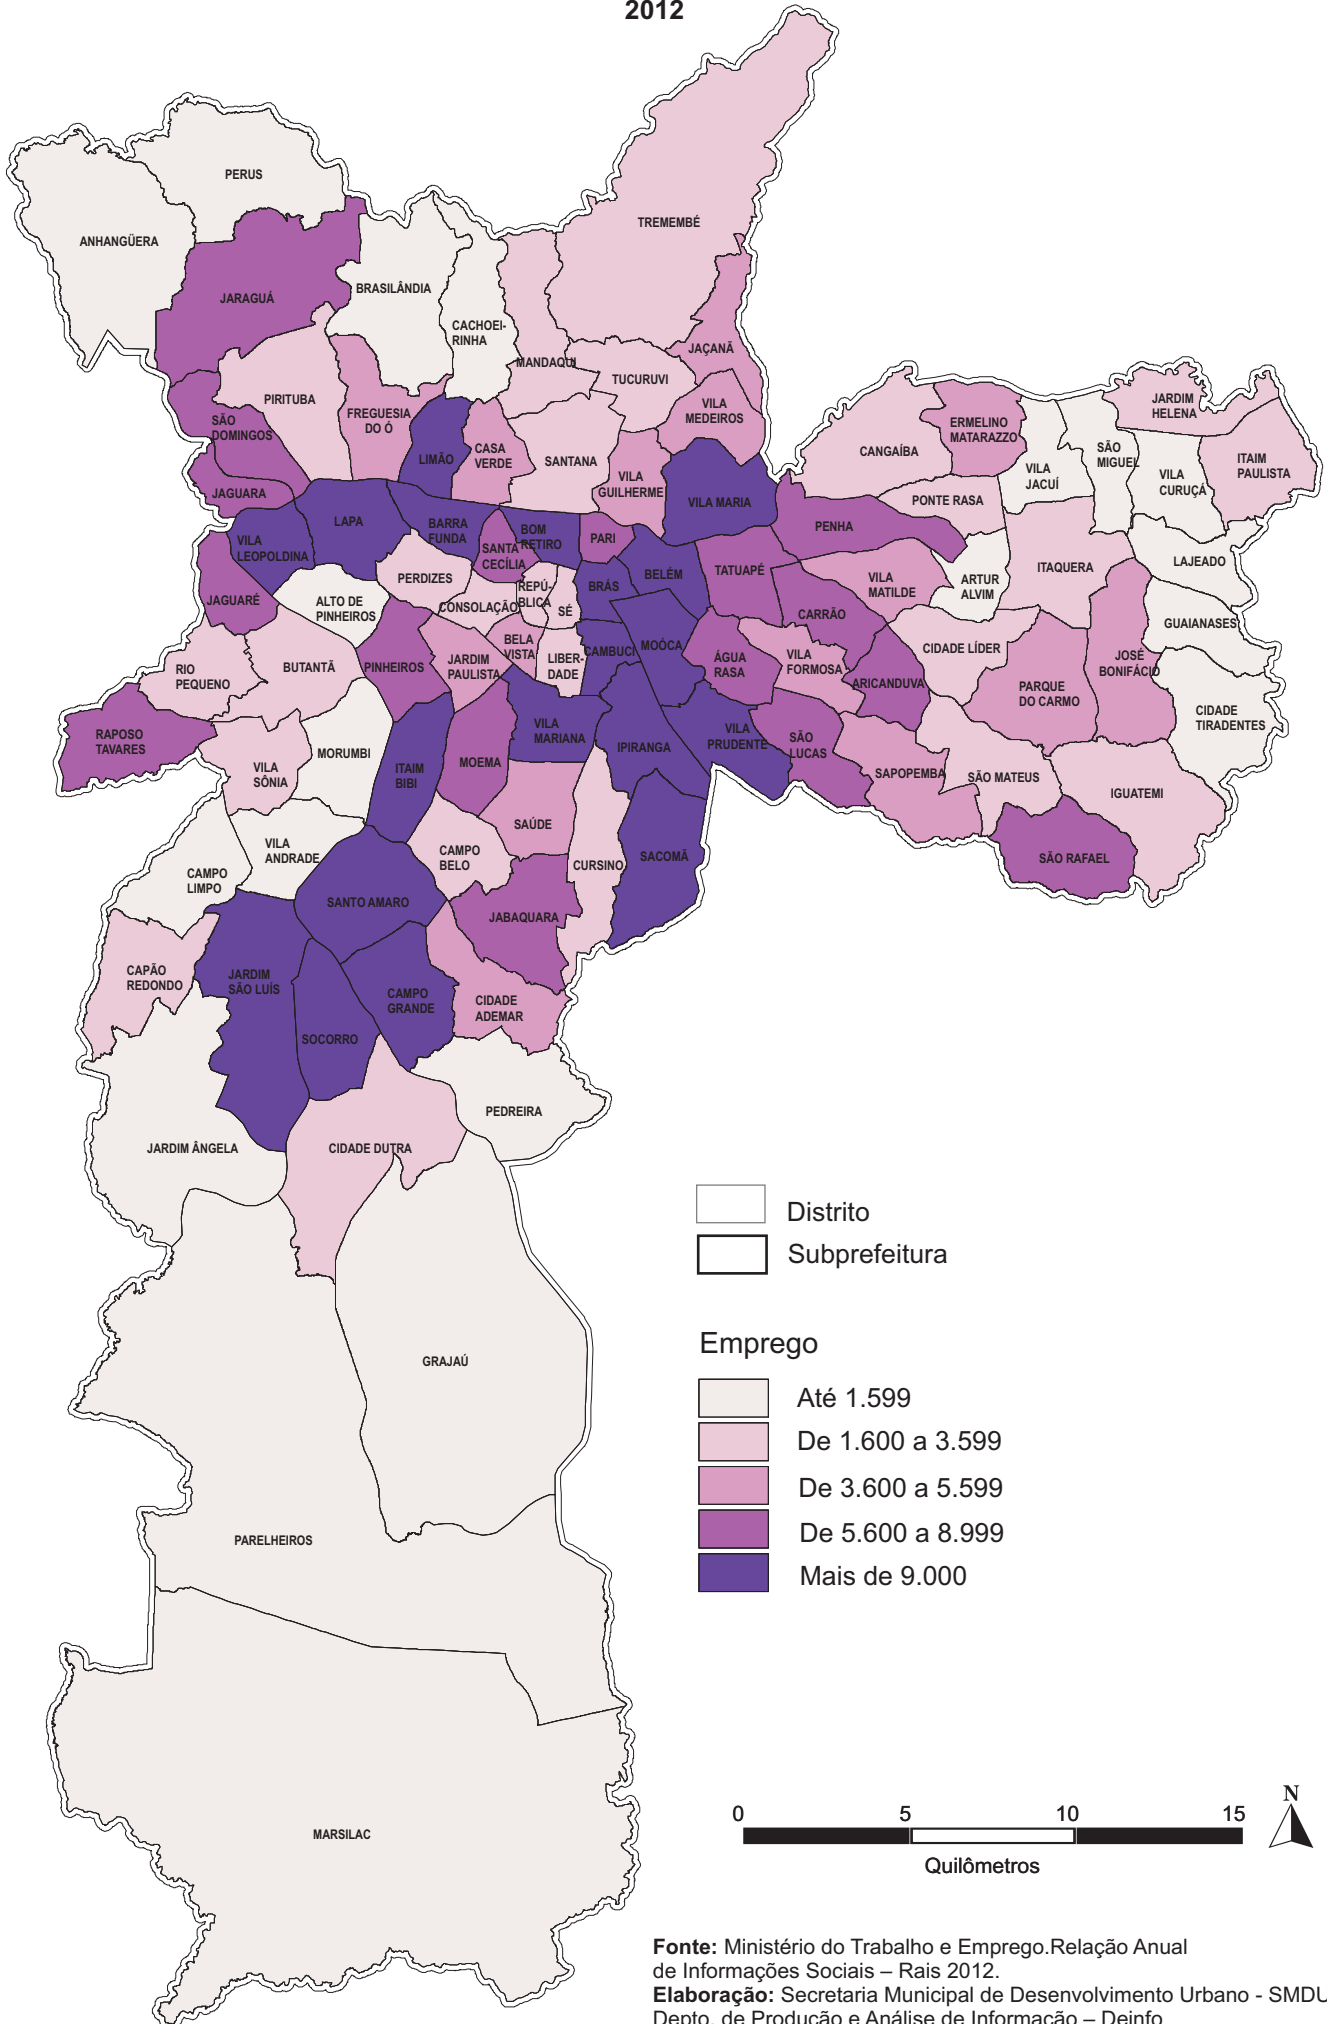 2012
PERUS
ANHANGÜERA
TREMEMBÉ
JARAGUÁ
BRASILÂNDIA
CACHOEI-
RINHA
JAÇANÃ
MANDAQUI
TUCURUVI
PIRITUBA
FREGUESIA
DO Ó
VILA
MEDEIROS
JARDIM
HELENA
SÃO
DOMINGOS
LIMÃO
CASA
VERDE
SANTANA
VILA
GUILHERME
CANGAÍBA
ERMELINO
MATARAZZO
SÃO
MIGUEL
VILA
JACUÍ
VILA
CURUÇÁ
ITAIM
PAULISTA
JAGUARA
VILA MARIA
PONTE RASA
LAPA
BARRA
FUNDA
BOM
RETIRO
PARI
PENHA
VILA
LEOPOLDINA
SANTA
CECÍLIA
PERDIZES
BELÉM
TATUAPÉ
VILA
MATILDE
ARTUR
ALVIM
ITAQUERA
LAJEADO
JAGUARÉ
ALTO DE
PINHEIROS
CONSOLAÇÃO
REPÚ-
BLICA
SÉ
BRÁS
CARRÃO
GUAIANASES
RIO
PEQUENO
BUTANTÃ
PINHEIROS
JARDIM
PAULISTA
BELA
VISTA
LIBER-
DADE
CAMBUCI
MOÓCA
ÁGUA
RASA
VILA
FORMOSA
ARICANDUVA
CIDADE LÍDER
PARQUE
DO CARMO
JOSÉ
BONIFÁCIO
CIDADE
TIRADENTES
RAPOSO
TAVARES
VILA
SÔNIA
MORUMBI
ITAIM
BIBI
MOEMA
VILA
MARIANA
IPIRANGA
VILA
PRUDENTE
SÃO
LUCAS
SAPOPEMBA
SÃO MATEUS
IGUATEMI
VILA
ANDRADE
CAMPO
LIMPO
CAMPO
BELO
SAÚDE
CURSINO
SACOMÃ
SÃO RAFAEL
SANTO AMARO
JABAQUARA
CAPÃO
REDONDO
JARDIM
SÃO LUÍS
CAMPO
GRANDE
CIDADE
ADEMAR
SOCORRO
PEDREIRA
JARDIM ÂNGELA
CIDADE DUTRA
GRAJAÚ
PARELHEIROS
MARSILAC
Distrito
Subprefeitura
Emprego
Até 1.599
De 1.600 a 3.599
De 3.600 a 5.599
De 5.600 a 8.999
Mais de 9.000
N
0 5 10 15
Quilômetros
Fonte: Ministério do Trabalho e Emprego.Relação Anual
de Informações Sociais – Rais 2012.
Elaboração: Secretaria Municipal de Desenvolvimento Urbano - SMDU
Depto. de Produção e Análise de Informação – Deinfo